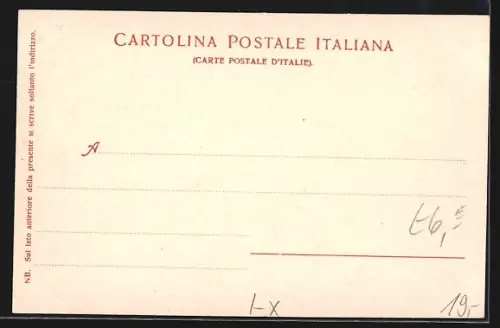 CARTOLINA POSTALE ITALIANA
(CARTE POSTALE D'ITALIE).
NB. Sul lato anteriore della presente si scrive soltanto l'indirizzo.
A
I-X
19,-